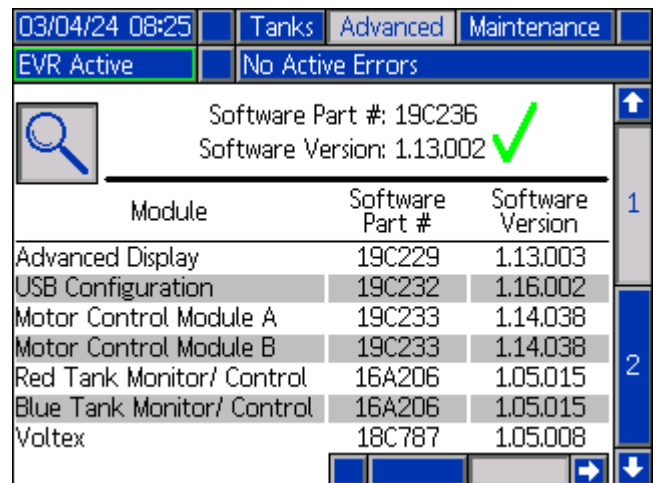 03/04/24 08:25 Tanks Advanced Maintenance
EVR Active No Active Errors
Software Part #: 19C236
Software Version: 1.13.002
Module Software Part # Software Version
Advanced Display 19C229 1.13.003
USB Configuration 19C232 1.16.002
Motor Control Module A 19C233 1.14.038
Motor Control Module B 19C233 1.14.038
Red Tank Monitor/ Control 16A206 1.05.015
Blue Tank Monitor/ Control 16A206 1.05.015
Voltex 18C787 1.05.008
1
2